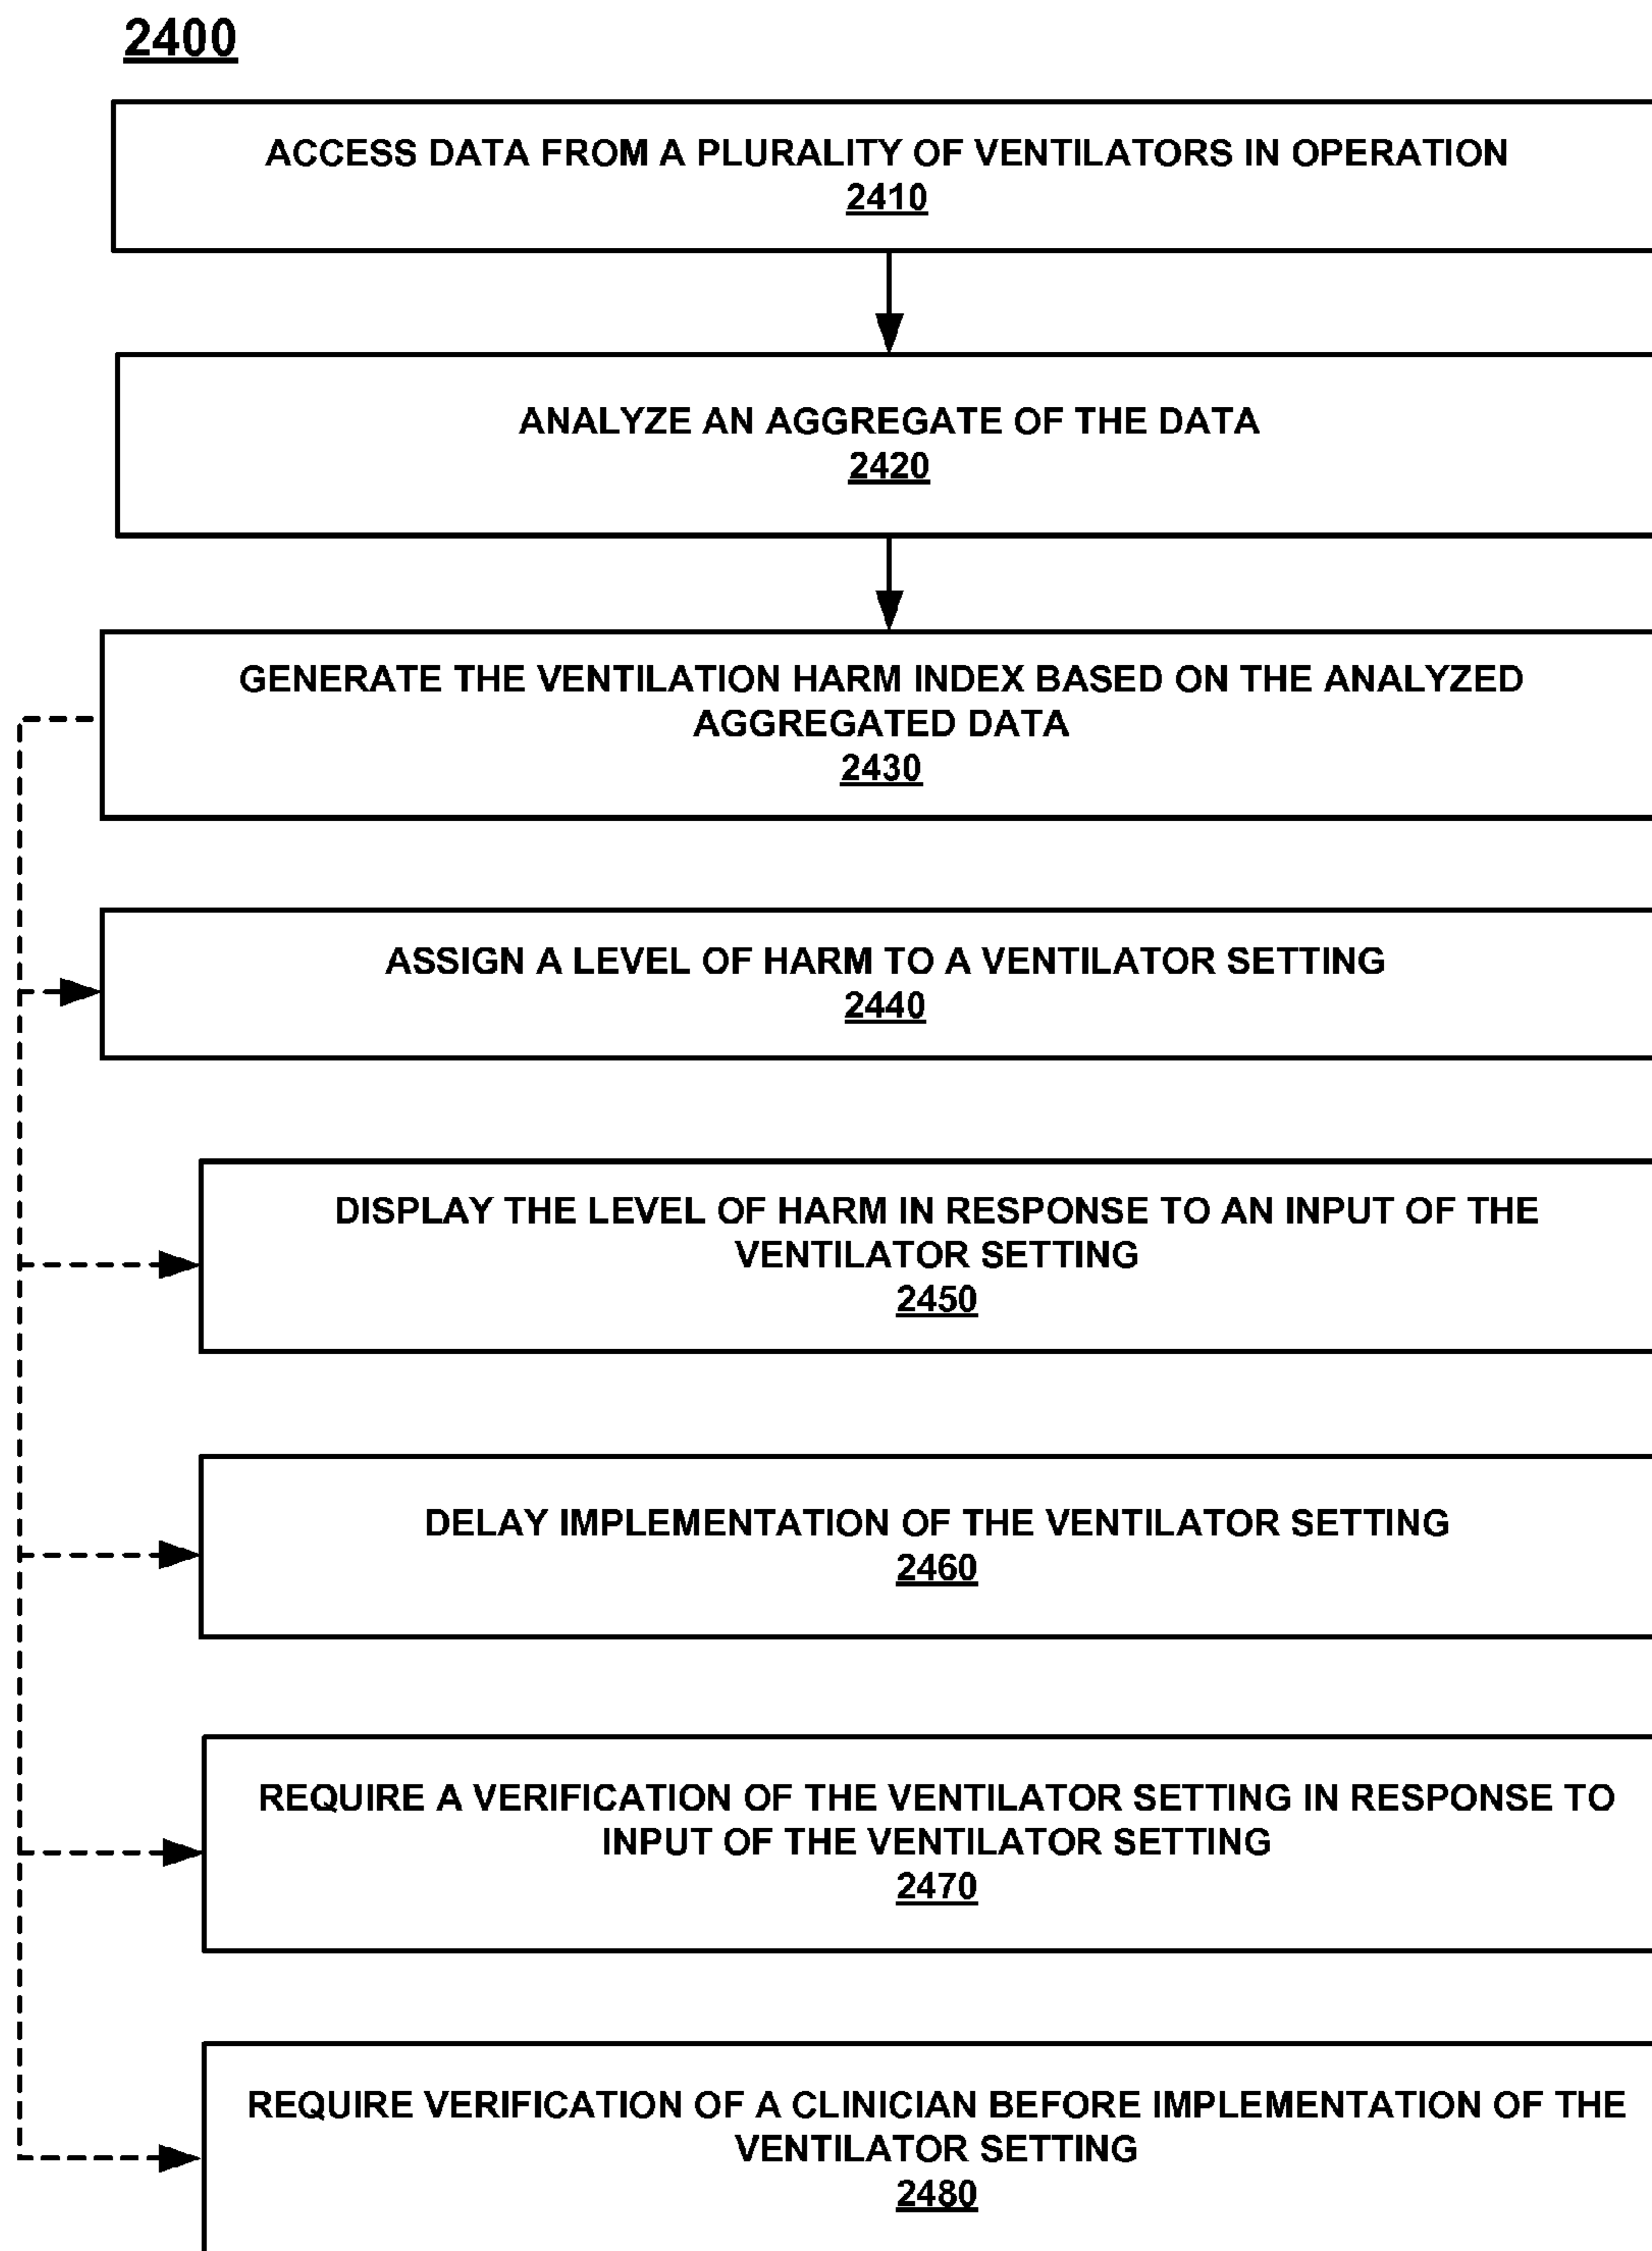 2400
ACCESS DATA FROM A PLURALITY OF VENTILATORS IN OPERATION
2410
ANALYZE AN AGGREGATE OF THE DATA
2420
GENERATE THE VENTILATION HARM INDEX BASED ON THE ANALYZED
AGGREGATED DATA
2430
ASSIGN A LEVEL OF HARM TO A VENTILATOR SETTING
2440
DISPLAY THE LEVEL OF HARM IN RESPONSE TO AN INPUT OF THE
VENTILATOR SETTING
2450
DELAY IMPLEMENTATION OF THE VENTILATOR SETTING
2460
REQUIRE A VERIFICATION OF THE VENTILATOR SETTING IN RESPONSE TO
INPUT OF THE VENTILATOR SETTING
2470
REQUIRE VERIFICATION OF A CLINICIAN BEFORE IMPLEMENTATION OF THE
VENTILATOR SETTING
2480